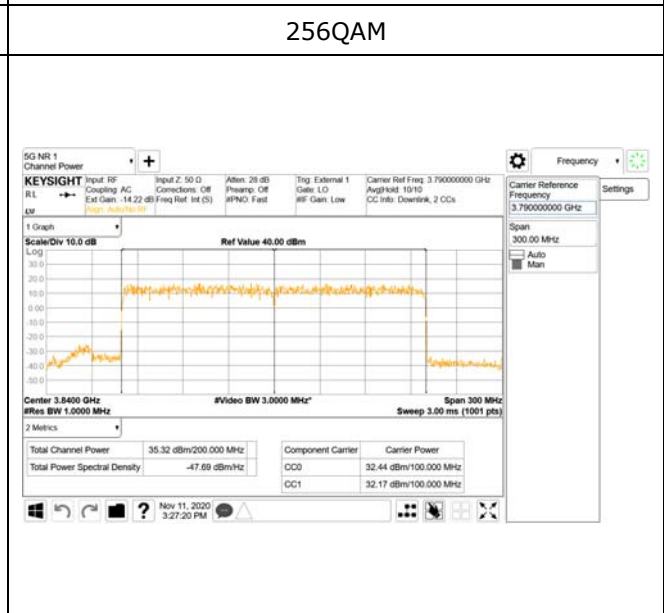 256QAM
5G NR 1
Channel Power
Frequency
KEYSIGHT
RL
Input: RF
Coupling: AC
Ext Gain: -14.22 dB
Align: Auto/No RF
Input Z: 50 Ω
Corrections: Off
Freq Ref: Int (S)
Atten: 28 dB
Preamp: Off
#PNO: Fast
Trig: External 1
Gate: LO
#IF Gain: Low
Carrier Ref Freq: 3.790000000 GHz
Avg|Hold: 10/10
CC Info: Downlink, 2 CCs
Carrier Reference
Frequency
3.790000000 GHz
Settings
Span
300.00 MHz
Auto
Man
1 Graph
Scale/Div 10.0 dB
Ref Value 40.00 dBm
Log
30.0
20.0
10.0
0.00
-10.0
-20.0
-30.0
-40.0
-50.0
Center 3.8400 GHz
#Video BW 3.0000 MHz*
Span 300 MHz
#Res BW 1.0000 MHz
Sweep 3.00 ms (1001 pts)
2 Metrics
Total Channel Power 35.32 dBm/200.000 MHz
Total Power Spectral Density -47.69 dBm/Hz
Component Carrier Carrier Power
CC0 32.44 dBm/100.000 MHz
CC1 32.17 dBm/100.000 MHz
Nov 11, 2020
3:27:20 PM